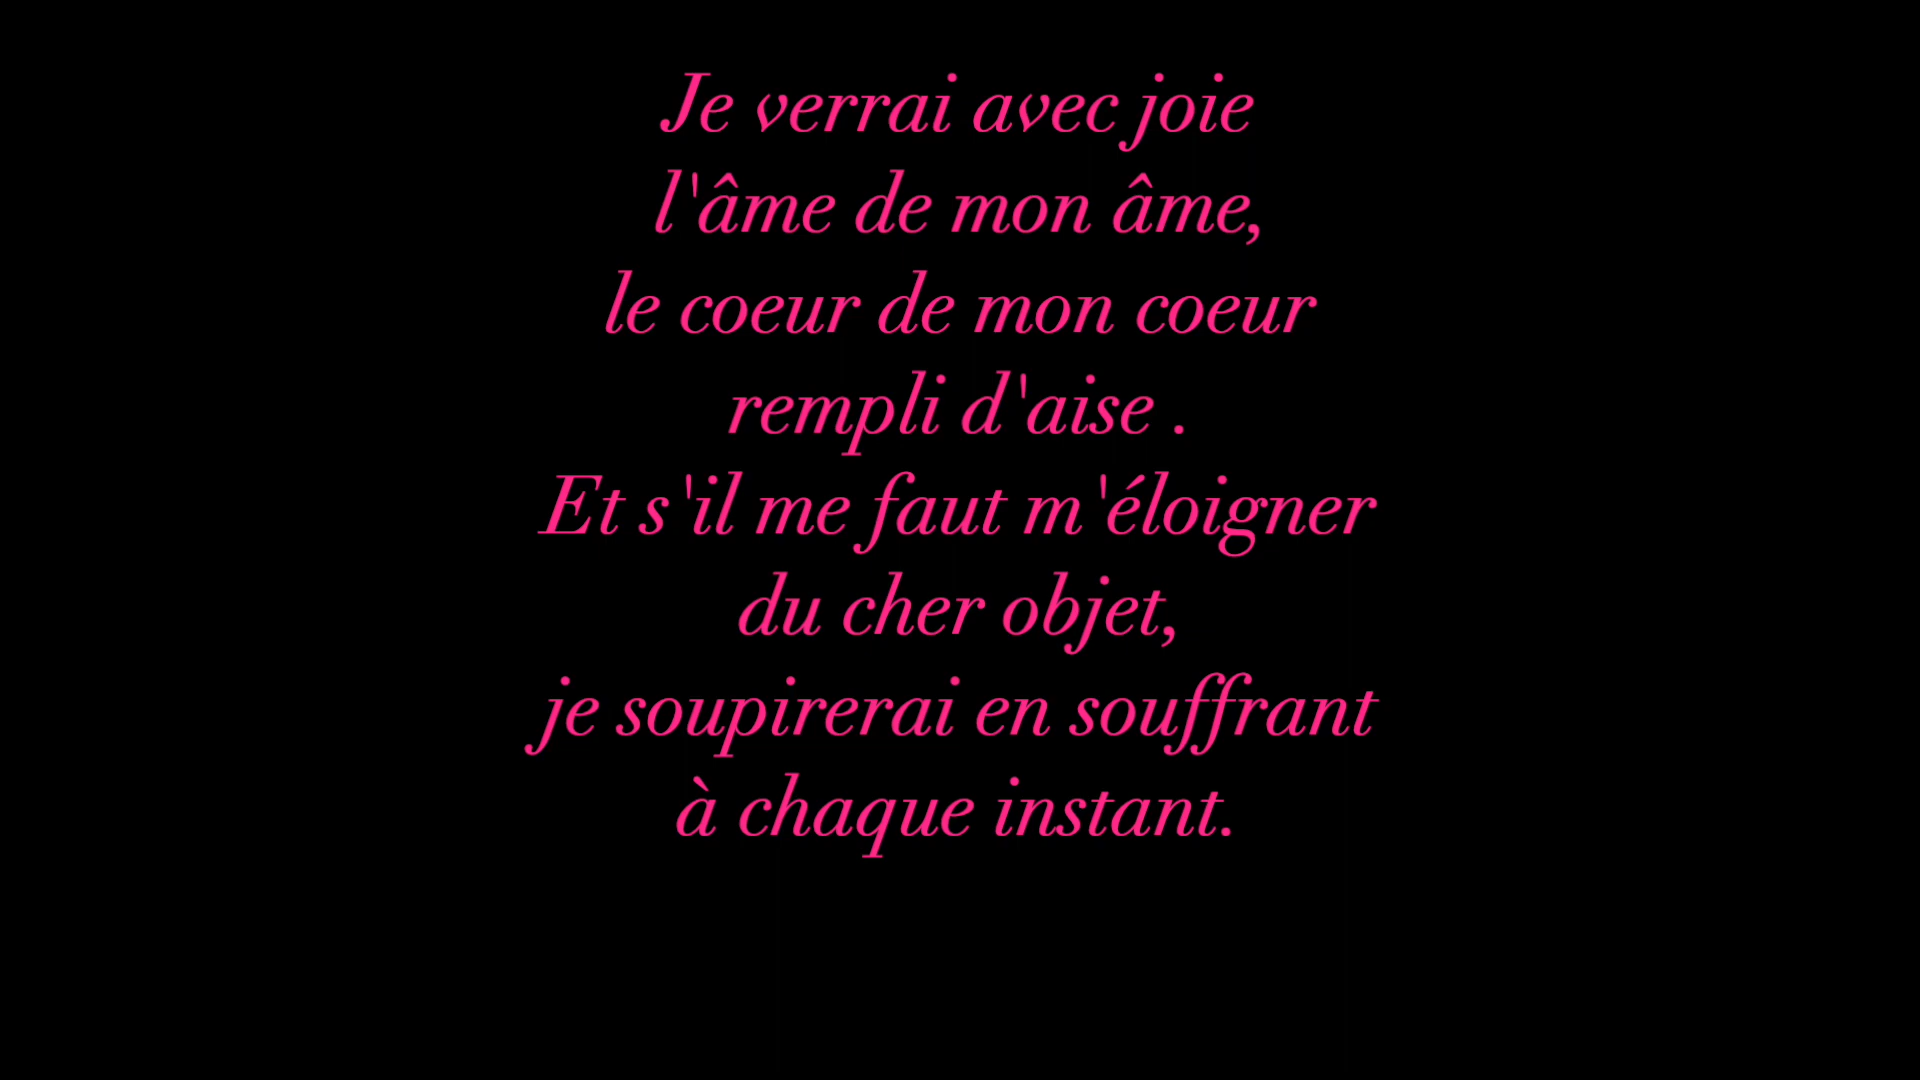 Je verrai avec joie
l'âme de mon âme,
le coeur de mon coeur
rempli d'aise .
Et s'il me faut m'éloigner
du cher objet,
je soupirerai en souffrant
à chaque instant.